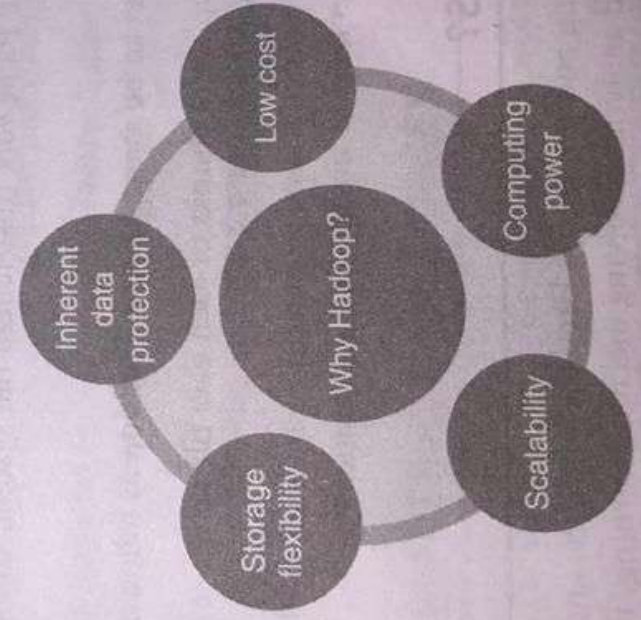 Low cost
Computing
power
Scalability
Storage
flexibility
Inherent
data
protection
Why Hadoop?